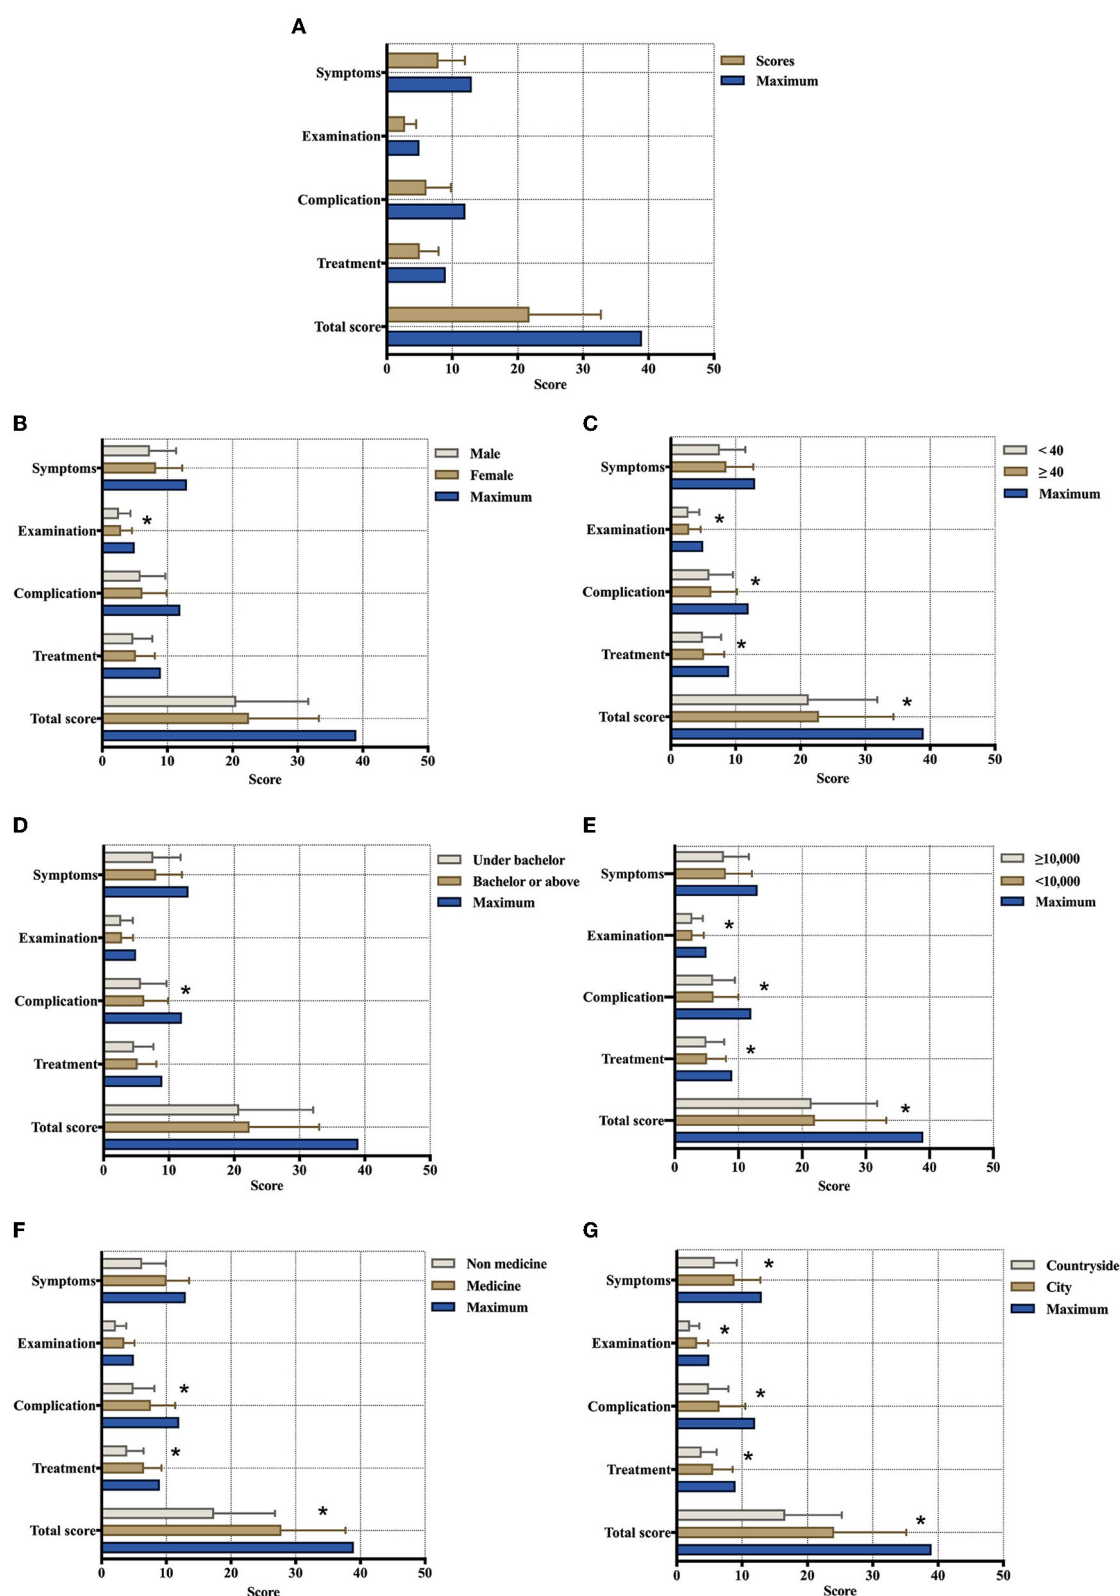 A
Symptoms
Examination
Complication
Treatment
Total score
0 10 20 30 40 50
Score
Scores
Maximum
B
Symptoms
Examination
*
Complication
Treatment
Total score
0 10 20 30 40 50
Score
Male
Female
Maximum
C
Symptoms
Examination
*
Complication
*
Treatment
*
Total score
*
0 10 20 30 40 50
Score
< 40
≥ 40
Maximum
D
Symptoms
Examination
Complication
*
Treatment
Total score
0 10 20 30 40 50
Score
Under bachelor
Bachelor or above
Maximum
E
Symptoms
Examination
*
Complication
*
Treatment
*
Total score
*
0 10 20 30 40 50
Score
≥10,000
<10,000
Maximum
F
Symptoms
Examination
Complication
*
Treatment
*
Total score
*
0 10 20 30 40 50
Score
Non medicine
Medicine
Maximum
G
Symptoms
*
Examination
*
Complication
*
Treatment
*
Total score
*
0 10 20 30 40 50
Score
Countryside
City
Maximum